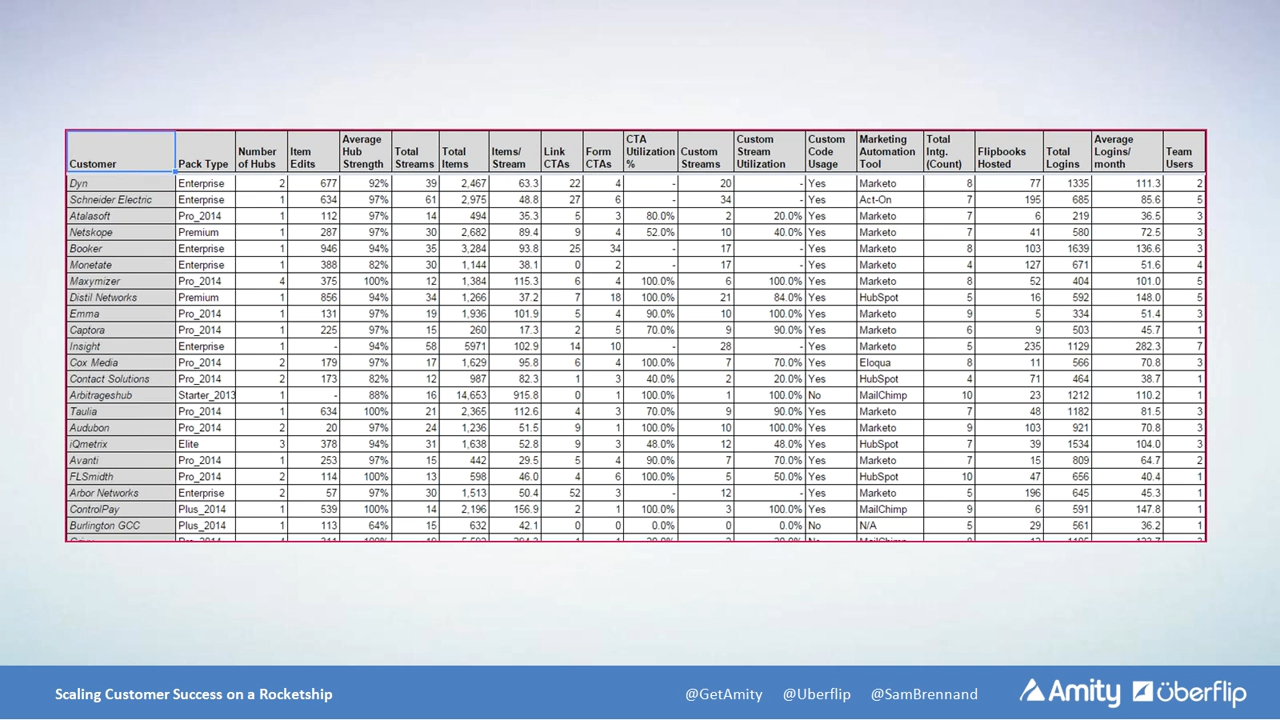 Customer Pack Type Number of Hubs Item Edits Average Hub Strength Total Streams Total Items Items/ Stream Link CTAs Form CTAs CTA Utilization % Custom Streams Custom Stream Utilization Custom Code Usage Marketing Automation Tool Total Intg. (Count) Flipbooks Hosted Total Logins Average Logins/ month Team Users
Dyn Enterprise 2 677 92% 39 2,467 63.3 22 4 - 20 - Yes Marketo 8 77 1335 111.3 2
Schneider Electric Enterprise 1 634 97% 61 2,975 48.8 27 6 - 34 - Yes Act-On 7 195 685 85.6 5
Atalasoft Pro_2014 1 112 97% 14 494 35.3 5 3 80.0% 2 20.0% Yes Marketo 7 6 219 36.5 3
Netskope Premium 1 287 97% 30 2,682 89.4 9 4 52.0% 10 40.0% Yes Marketo 7 41 580 72.5 3
Booker Enterprise 1 946 94% 35 3,284 93.8 25 34 - 17 - Yes Marketo 8 103 1639 136.6 3
Monetate Enterprise 1 388 82% 30 1,144 38.1 0 2 - 17 - Yes Marketo 4 127 671 51.6 4
Maxymizer Pro_2014 4 375 100% 12 1,384 115.3 6 4 100.0% 6 100.0% Yes Marketo 8 52 404 101.0 5
Distil Networks Premium 1 856 94% 34 1,266 37.2 7 18 100.0% 21 84.0% Yes HubSpot 5 16 592 148.0 5
Emma Pro_2014 1 131 97% 19 1,936 101.9 5 4 90.0% 10 100.0% Yes Marketo 9 5 334 51.4 3
Captora Pro_2014 1 225 97% 15 260 17.3 2 5 70.0% 9 90.0% Yes Marketo 6 9 503 45.7 1
Insight Enterprise 1 - 94% 58 5971 102.9 14 10 - 28 - Yes Marketo 5 235 1129 282.3 7
Cox Media Pro_2014 2 179 97% 17 1,629 95.8 6 4 100.0% 7 70.0% Yes Eloqua 8 11 566 70.8 3
Contact Solutions Pro_2014 2 173 82% 12 987 82.3 1 3 40.0% 2 20.0% Yes HubSpot 4 71 464 38.7 1
Arbitrageshub Starter_2013 1 - 88% 16 14,653 915.8 0 1 100.0% 1 100.0% No MailChimp 10 23 1212 110.2 1
Taulia Pro_2014 1 634 100% 21 2,365 112.6 4 3 70.0% 9 90.0% Yes Marketo 7 48 1182 81.5 3
Audubon Pro_2014 2 20 97% 24 1,236 51.5 9 1 100.0% 10 100.0% Yes Marketo 9 103 921 70.8 3
iQmetrix Elite 3 378 94% 31 1,638 52.8 9 3 48.0% 12 48.0% Yes HubSpot 7 39 1534 104.0 3
Avanti Pro_2014 1 253 97% 15 442 29.5 5 4 90.0% 7 70.0% Yes Marketo 7 15 809 64.7 2
FLSmidth Pro_2014 2 114 100% 13 598 46.0 4 6 100.0% 5 50.0% Yes HubSpot 10 47 656 40.4 1
Arbor Networks Enterprise 2 57 97% 30 1,513 50.4 52 3 - 12 - Yes Marketo 5 196 645 45.3 1
ControlPay Plus_2014 1 539 100% 14 2,196 156.9 2 1 100.0% 3 100.0% Yes MailChimp 9 6 591 147.8 1
Burlington GCC Plus_2014 1 113 64% 15 632 42.1 0 0 0.0% 0 0.0% No N/A 5 29 561 36.2 1
Scaling Customer Success on a Rocketship @GetAmity @Uberflip @SamBrennand Amity überflip